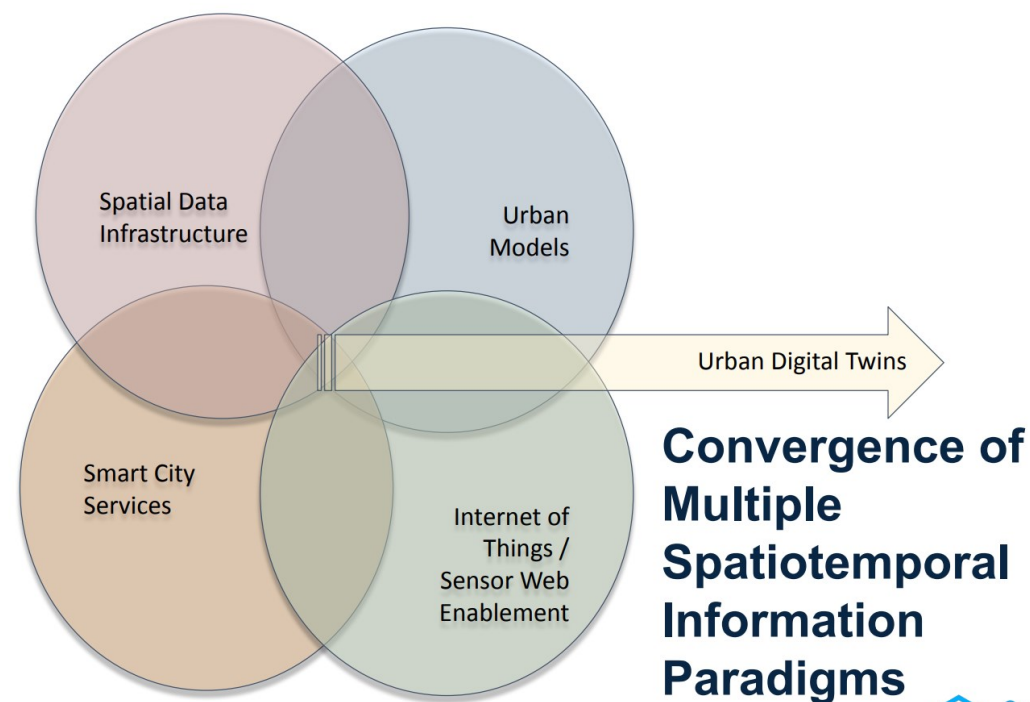 Spatial Data
Infrastructure
Urban
Models
Urban Digital Twins
Smart City
Services
Internet of
Things /
Sensor Web
Enablement
Convergence of
Multiple
Spatiotemporal
Information
Paradigms